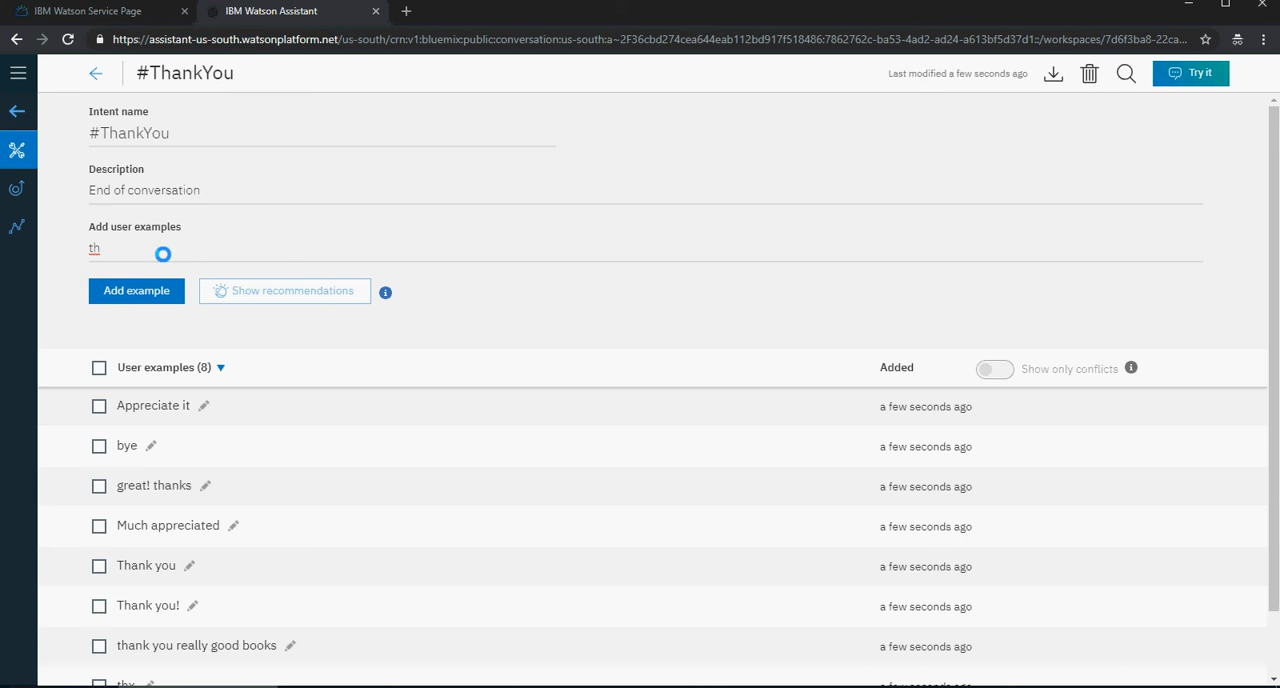 IBM Watson Service Page
IBM Watson Assistant
https://assistant-us-south.watsonplatform.net/us-south/crn:v1:bluemix:public:conversation:us-south:a~2F36cbd274cea644eab112bd917f518486:7862762c-ba53-4ad2-ad24-a613bf5d37d1::/workspaces/7d6f3ba8-22ca...
#ThankYou
Last modified a few seconds ago
Try it
Intent name
#ThankYou
Description
End of conversation
Add user examples
th
Add example
Show recommendations
User examples (8)
Added
Show only conflicts
Appreciate it
a few seconds ago
bye
a few seconds ago
great! thanks
a few seconds ago
Much appreciated
a few seconds ago
Thank you
a few seconds ago
Thank you!
a few seconds ago
thank you really good books
a few seconds ago
thx
a few seconds ago